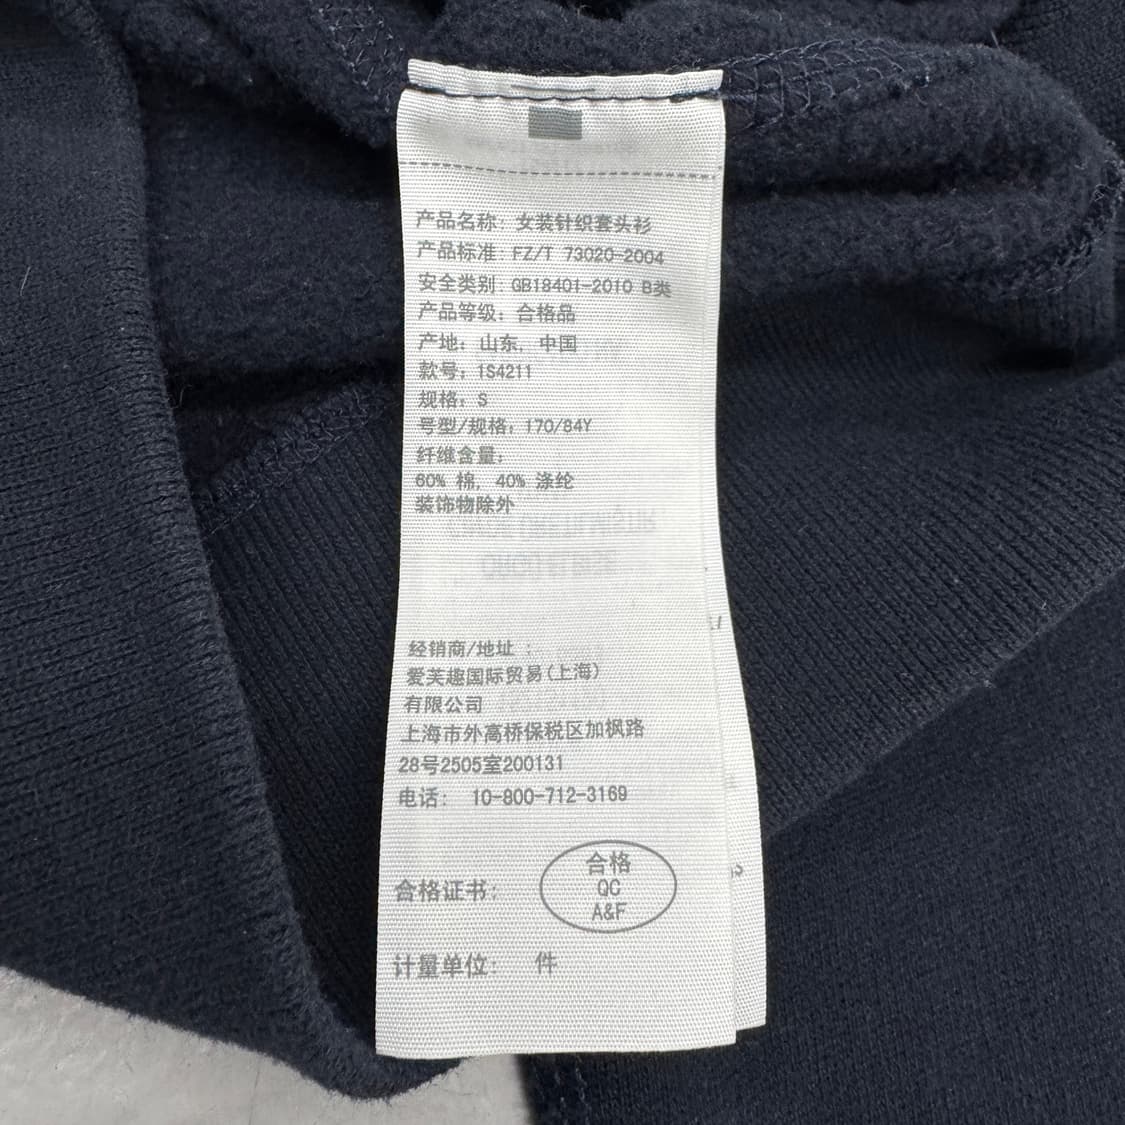 产品名称: 女装针织套头衫
产品标准: FZ/T 73020-2004
安全类别: GB18401-2010 B类
产品等级: 合格品
产地: 山东, 中国
款号: 1S4211
规格: S
号型/规格: 170/84Y
纤维含量:
60% 棉, 40% 涤纶
装饰物除外
经销商/地址 :
爱芙趣国际贸易(上海)
有限公司
上海市外高桥保税区加枫路
28号2505室200131
电话: 10-800-712-3169
合格证书:
合格
QC
A&F
计量单位: 件